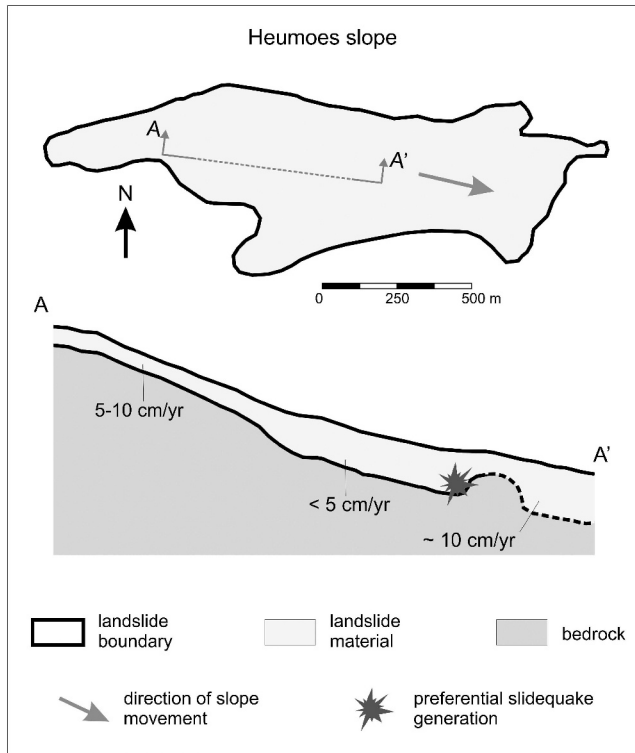 Heumoes slope
A
A'
N
0 250 500 m
A
5-10 cm/yr
A'
< 5 cm/yr
~ 10 cm/yr
landslide
boundary
landslide
material
bedrock
direction of slope
movement
preferential slidequake
generation